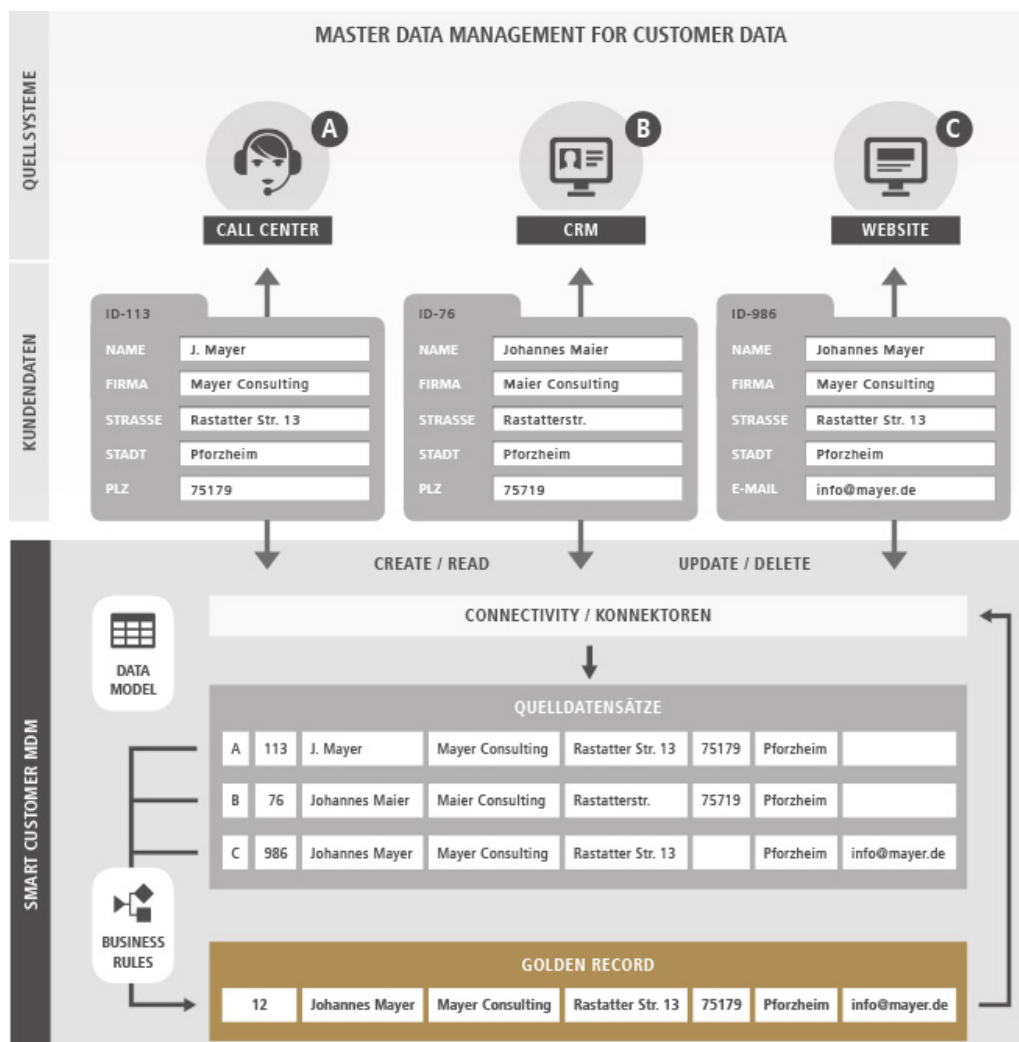 MASTER DATA MANAGEMENT FOR CUSTOMER DATA
QUELLSYSTEME
A
B
C
CALL CENTER
CRM
WEBSITE
KUNDENDATEN
ID-113
NAME J. Mayer
FIRMA Mayer Consulting
STRASSE Rastatter Str. 13
STADT Pforzheim
PLZ 75179
ID-76
NAME Johannes Maier
FIRMA Maier Consulting
STRASSE Rastatterstr.
STADT Pforzheim
PLZ 75719
ID-986
NAME Johannes Mayer
FIRMA Mayer Consulting
STRASSE Rastatter Str. 13
STADT Pforzheim
E-MAIL info@mayer.de
SMART CUSTOMER MDM
CREATE / READ
UPDATE / DELETE
CONNECTIVITY / KONNEKTOREN
DATA
MODEL
QUELLDATENSÄTZE
A 113 J. Mayer Mayer Consulting Rastatter Str. 13 75179 Pforzheim
B 76 Johannes Maier Maier Consulting Rastatterstr. 75719 Pforzheim
C 986 Johannes Mayer Mayer Consulting Rastatter Str. 13 Pforzheim info@mayer.de
BUSINESS
RULES
GOLDEN RECORD
12 Johannes Mayer Mayer Consulting Rastatter Str. 13 75179 Pforzheim info@mayer.de